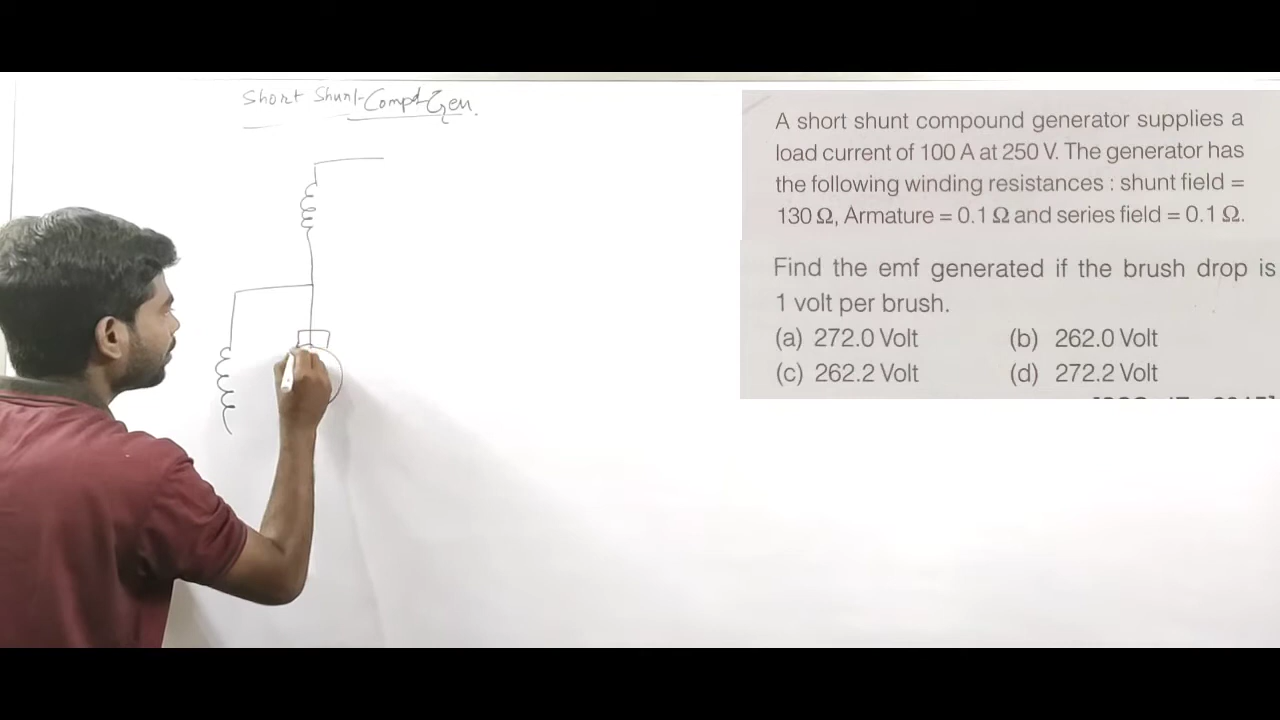 Short Shunt-Compd Gen.
A short shunt compound generator supplies a
load current of 100 A at 250 V. The generator has
the following winding resistances : shunt field =
130 Ω, Armature = 0.1 Ω and series field = 0.1 Ω.
Find the emf generated if the brush drop is
1 volt per brush.
(a) 272.0 Volt (b) 262.0 Volt
(c) 262.2 Volt (d) 272.2 Volt